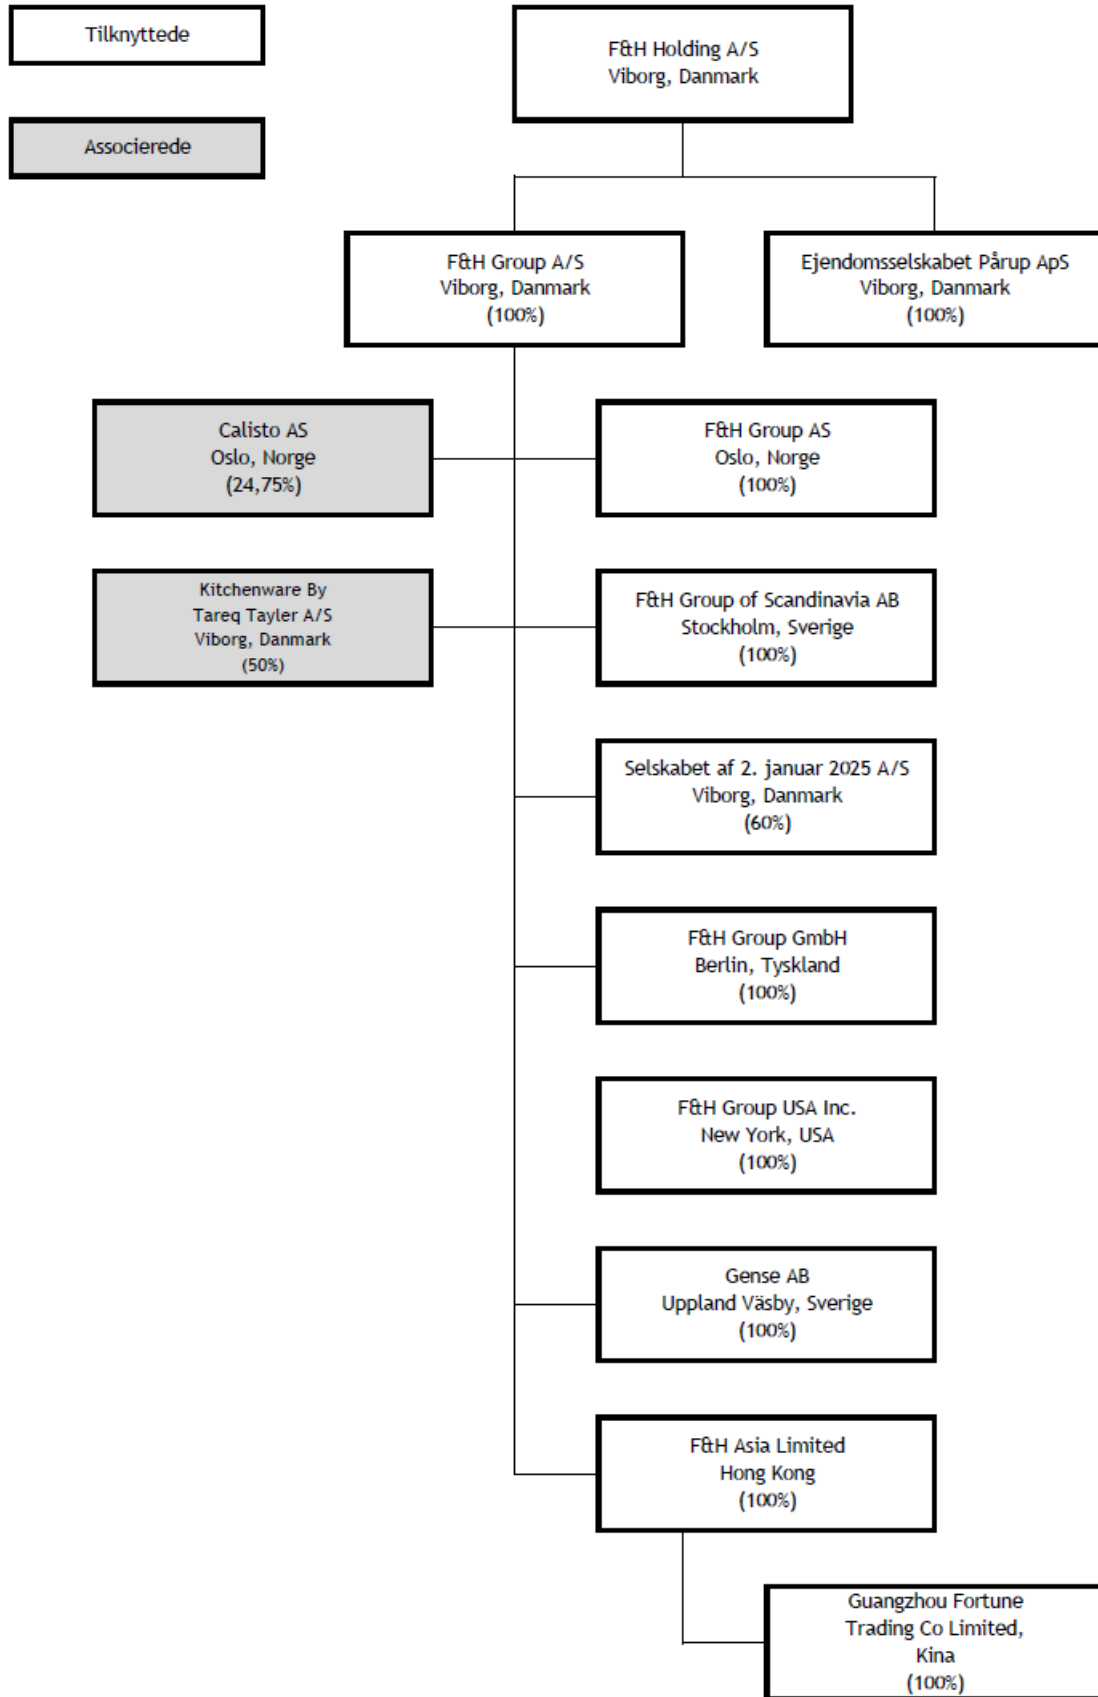 Tilknyttede
F&H Holding A/S
Viborg, Danmark
Associerede
F&H Group A/S
Viborg, Danmark
(100%)
Ejendomsselskabet Pårup ApS
Viborg, Danmark
(100%)
Calisto AS
Oslo, Norge
(24,75%)
F&H Group AS
Oslo, Norge
(100%)
Kitchenware By
Tareq Tayler A/S
Viborg, Danmark
(50%)
F&H Group of Scandinavia AB
Stockholm, Sverige
(100%)
Selskabet af 2. januar 2025 A/S
Viborg, Danmark
(60%)
F&H Group GmbH
Berlin, Tyskland
(100%)
F&H Group USA Inc.
New York, USA
(100%)
Gense AB
Uppland Väsby, Sverige
(100%)
F&H Asia Limited
Hong Kong
(100%)
Guangzhou Fortune
Trading Co Limited,
Kina
(100%)